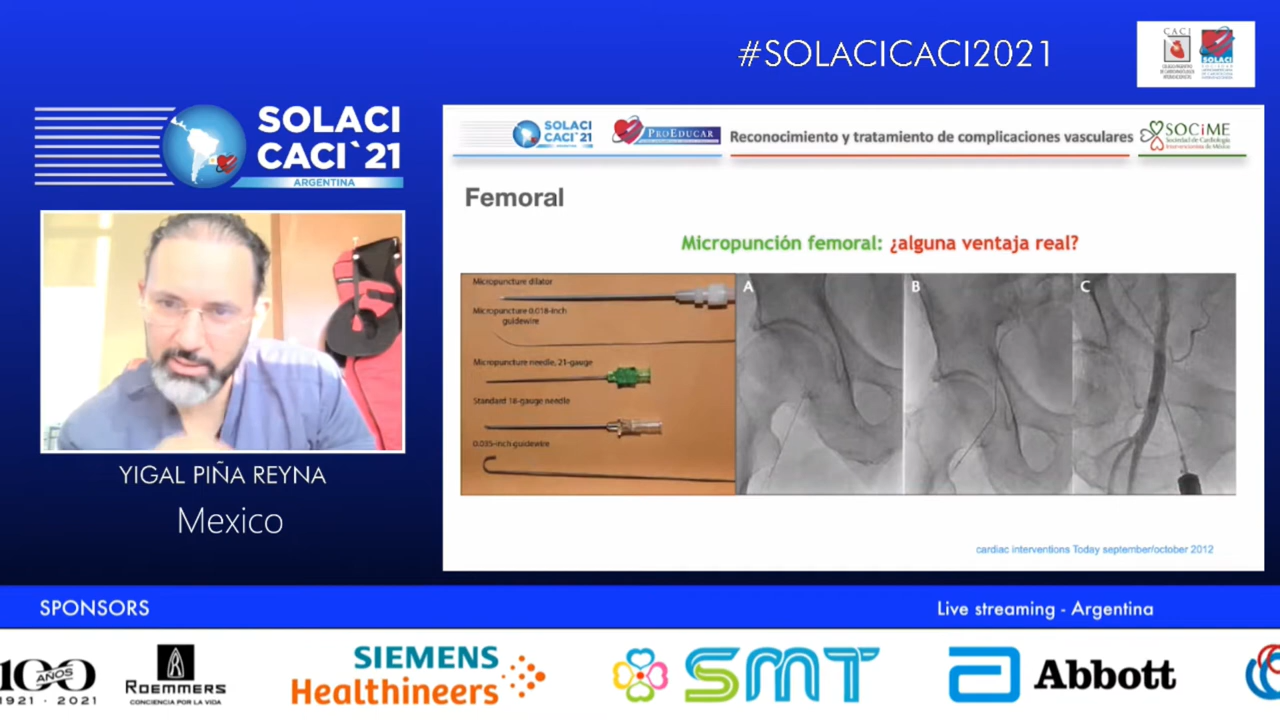 #SOLACICACI2021
CACI
SOLACI
SOLACI
CACI`21
ARGENTINA
SOLACI
CACI`21
ARGENTINA
PROEDUCAR
Reconocimiento y tratamiento de complicaciones vasculares
SOCiME
Sociedad de Cardiología
Intervencionista de México
Femoral
Micropunción femoral: ¿alguna ventaja real?
Micropuncture dilator
Micropuncture 0.018-inch
guidewire
Micropuncture needle, 21-gauge
Standard 18-gauge needle
0.035-inch guidewire
A
B
C
cardiac interventions Today september/october 2012
YIGAL PIÑA REYNA
Mexico
SPONSORS
Live streaming - Argentina
100
AÑOS
1921 · 2021
ROEMMERS
CONCIENCIA POR LA VIDA
SIEMENS
Healthineers
SMT
Abbott